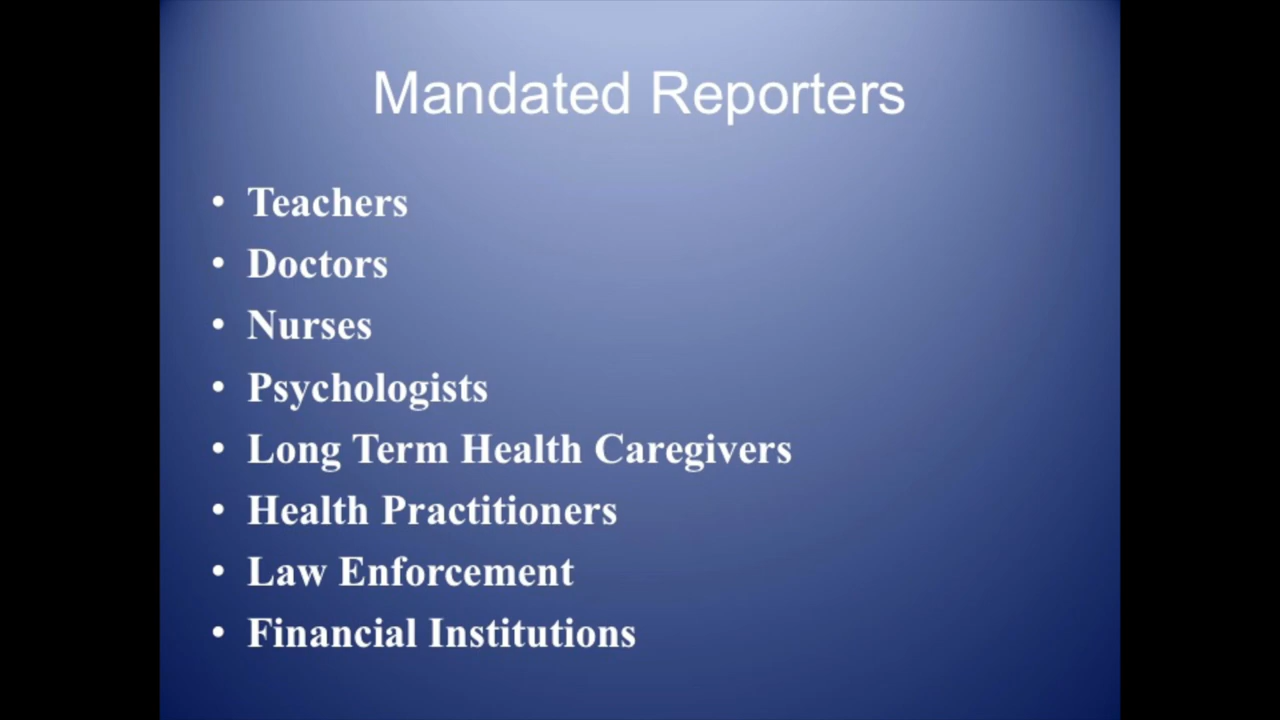 Mandated Reporters
• Teachers
• Doctors
• Nurses
• Psychologists
• Long Term Health Caregivers
• Health Practitioners
• Law Enforcement
• Financial Institutions